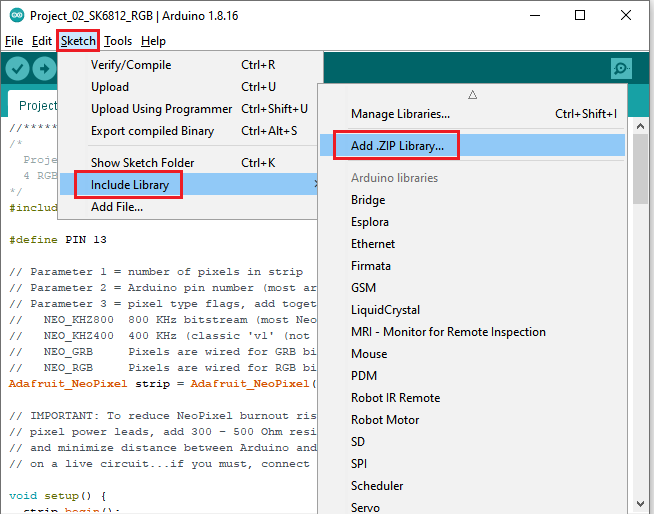 Project_02_SK6812_RGB | Arduino 1.8.16
File Edit Sketch Tools Help
Verify/Compile Ctrl+R
Upload Ctrl+U
Upload Using Programmer Ctrl+Shift+U
Export compiled Binary Ctrl+Alt+S
Show Sketch Folder Ctrl+K
Include Library
Add File...
Manage Libraries... Ctrl+Shift+I
Add .ZIP Library...
Arduino libraries
Bridge
Esplora
Ethernet
Firmata
GSM
LiquidCrystal
MRI - Monitor for Remote Inspection
Mouse
PDM
Robot IR Remote
Robot Motor
SD
SPI
Scheduler
Servo
Project
//*****
/*
Proje
4 RGB
*/
#includ
#define PIN 13
// Parameter 1 = number of pixels in strip
// Parameter 2 = Arduino pin number (most ar
// Parameter 3 = pixel type flags, add toget
// NEO_KHZ800 800 KHz bitstream (most Neo
// NEO_KHZ400 400 KHz (classic 'v1' (not
// NEO_GRB Pixels are wired for GRB bi
// NEO_RGB Pixels are wired for RGB bi
Adafruit_NeoPixel strip = Adafruit_NeoPixel(
// IMPORTANT: To reduce NeoPixel burnout ris
// pixel power leads, add 300 - 500 Ohm resi
// and minimize distance between Arduino and
// on a live circuit...if you must, connect
void setup() {
strip.begin();